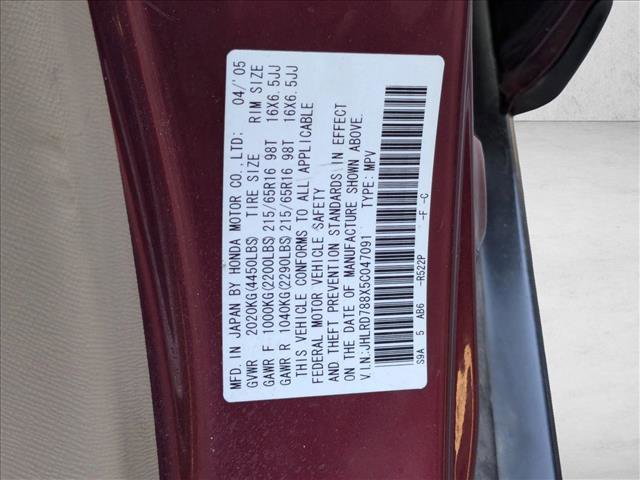 MFD. IN JAPAN BY HONDA MOTOR CO.,LTD: 04/'05
GVWR 2020KG(4450LBS) TIRE SIZE RIM SIZE
GAWR F 1000KG(2200LBS) 215/65R16 98T 16X6.5JJ
GAWR R 1040KG(2290LBS) 215/65R16 98T 16X6.5JJ
THIS VEHICLE CONFORMS TO ALL APPLICABLE
FEDERAL MOTOR VEHICLE SAFETY
AND THEFT PREVENTION STANDARDS IN EFFECT
ON THE DATE OF MANUFACTURE SHOWN ABOVE.
V.I.N:JHLRD788X5C047091 TYPE: MPV
S9A 5 AB6 -R522P -F -C